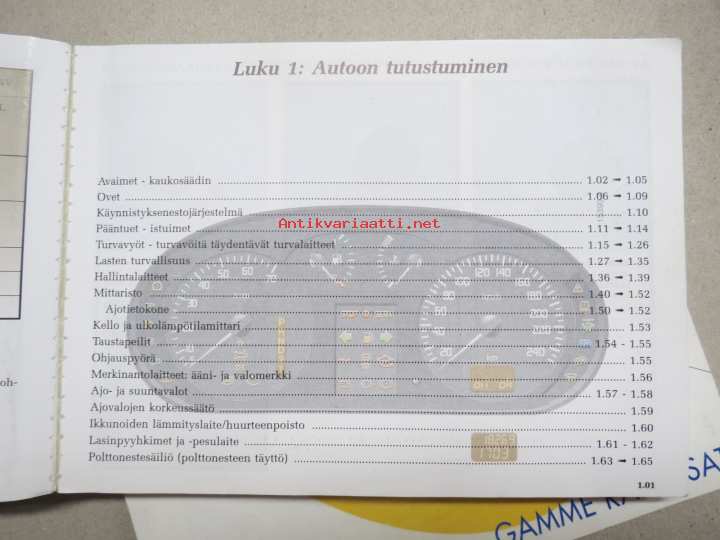 Luku 1: Autoon tutustuminen
Avaimet - kaukosäädin 1.02 ➞ 1.05
Ovet 1.06 ➞ 1.09
Käynnistyksenestojärjestelmä 1.10
Antikvariaatti.net
Pääntuet - istuimet 1.11 ➞ 1.14
Turvavyöt - turvavöitä täydentävät turvalaitteet 1.15 ➞ 1.26
Lasten turvallisuus 1.27 ➞ 1.35
Hallintalaitteet 1.36 ➞ 1.39
Mittaristo 1.40 ➞ 1.52
Ajotietokone 1.50 ➞ 1.52
Kello ja ulkolämpötilamittari 1.53
Taustapeilit 1.54 - 1.55
Ohjauspyörä 1.55
Merkinantolaitteet: ääni- ja valomerkki 1.56
Ajo- ja suuntavalot 1.57 - 1.58
Ajovalojen korkeussäätö 1.59
Ikkunoiden lämmityslaite/huurteenpoisto 1.60
Lasinpyyhkimet ja -pesulaite 1.61 - 1.62
Polttonestesäiliö (polttonesteen täyttö) 1.63 ➞ 1.65
1.01
GAMME